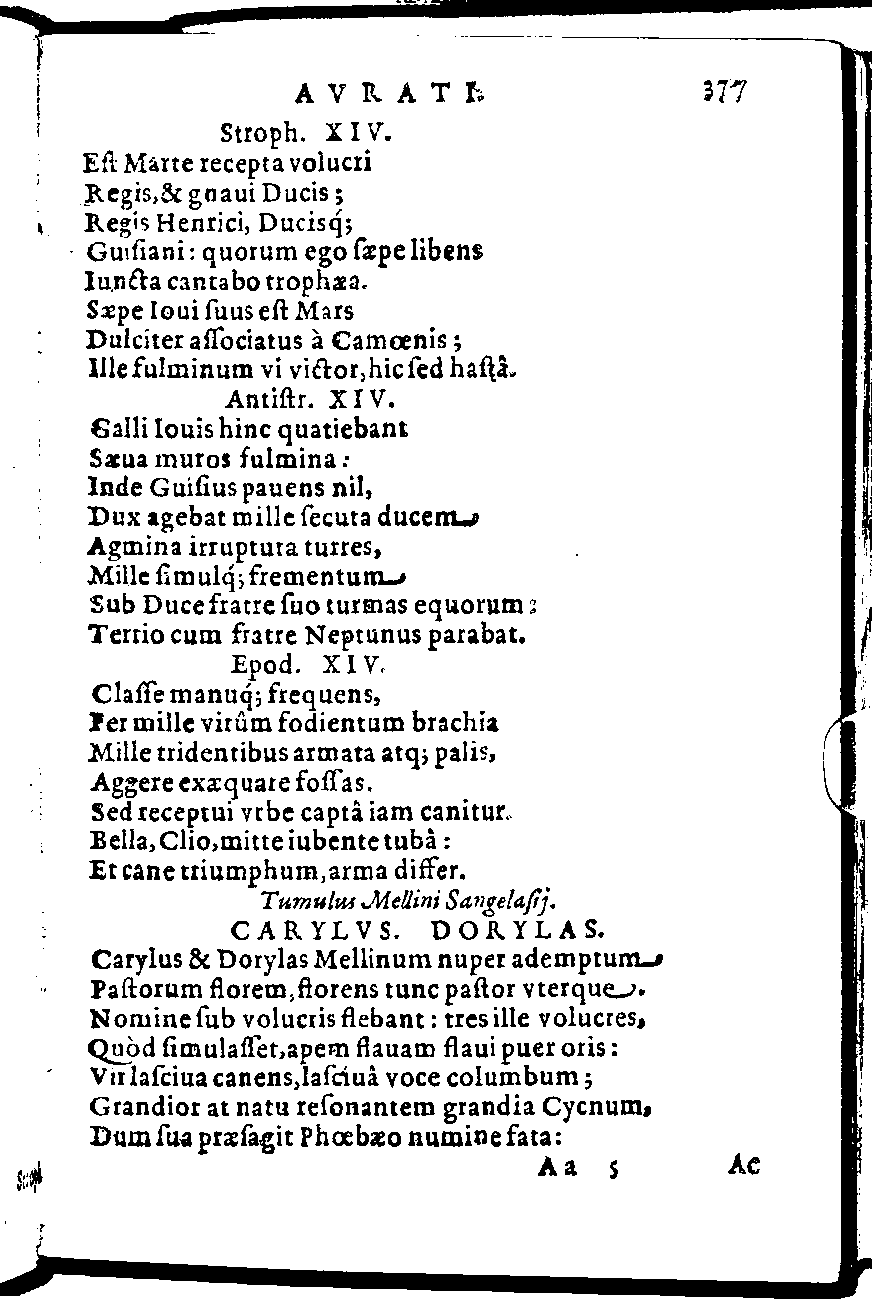 AVRATI. 377
Stroph. XIV.
Eſt Marte recepta volucri
Regis, & gnaui Ducis;
Regis Henrici, Ducisq́;
Guiſiani: quorum ego ſæpe libens
Iuncta cantabo trophæa.
Sæpe Ioui ſuus eſt Mars
Dulciter aſſociatus à Camœnis;
Ille fulminum vi victor, hic ſed haſtâ.
Antiſtr. XIV.
Galli Iouis hinc quatiebant
Sæua muros fulmina:
Inde Guiſius pauens nil,
Dux agebat mille ſecuta ducem
Agmina irruptura turres,
Mille ſimulq́; frementum
Sub Duce fratre ſuo turmas equorum:
Tertio cum fratre Neptunus parabat.
Epod. XIV.
Claſſe manuq́; frequens,
Per mille virûm fodientum brachia
Mille tridentibus armata atq; palis,
Aggere exæquare foſſas.
Sed receptui vrbe captâ iam canitur.
Bella, Clio, mitte iubente tubâ:
Et cane triumphum, arma differ.
Tumulus Mellini Sangelaſij.
CARYLVS. DORYLAS.
Carylus & Dorylas Mellinum nuper ademptum
Paſtorum florem, florens tunc paſtor vterque.
Nomine ſub volucris flebant: tres ille volucres,
Quòd ſimulaſſet, apem flauam flaui puer oris:
Vir laſciua canens, laſciuâ voce columbum;
Grandior at natu reſonantem grandia Cycnum,
Dum ſua præſagit Phœbæo numine fata:
Aa 5 Ac